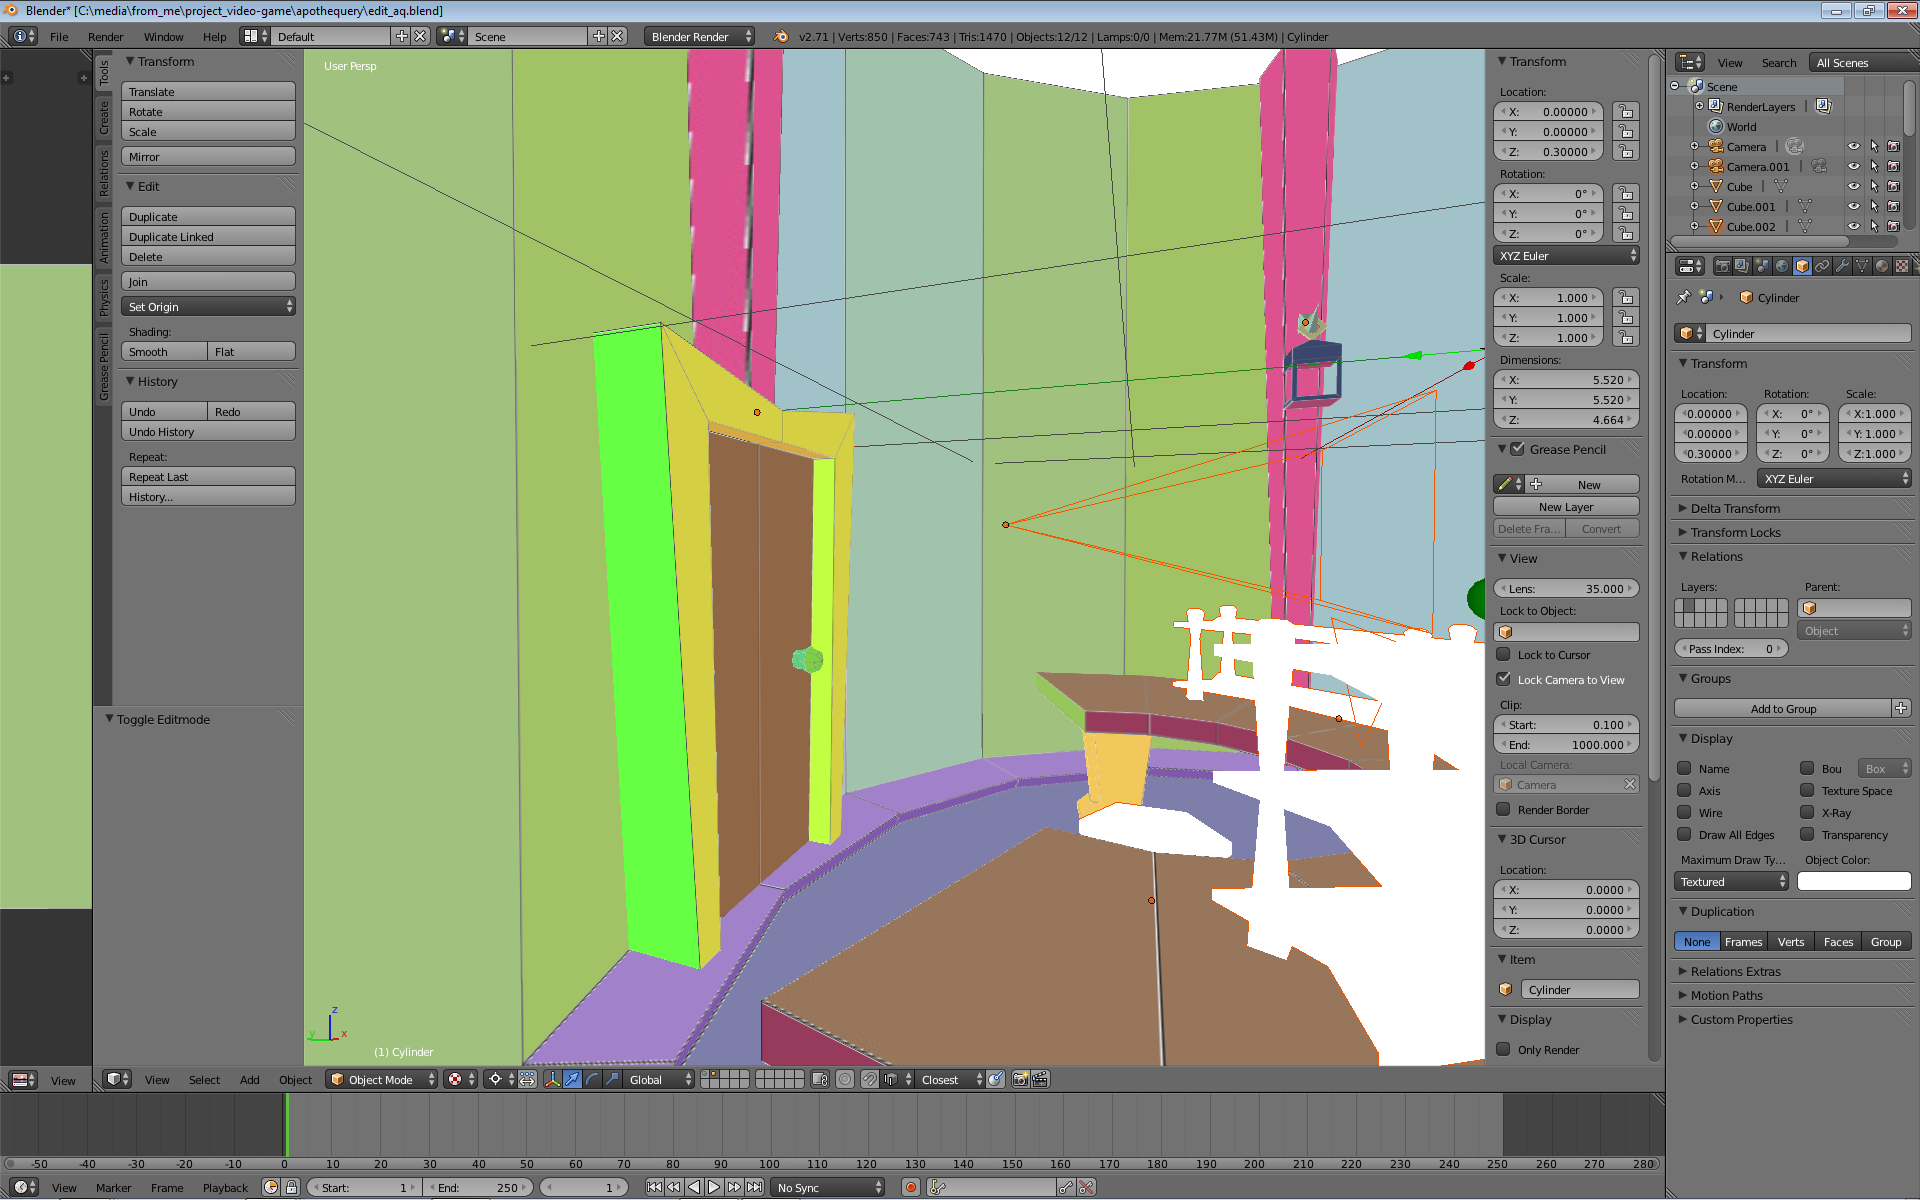 Blender* [C:\media\from_me\project_video-game\apothequery\edit_aq.blend]
File Render Window Help Default Scene Blender Render v2.71 | Verts:850 | Faces:743 | Tris:1470 | Objects:12/12 | Lamps:0/0 | Mem:21.77M (51.43M) | Cylinder
Tools
Create
Relations
Animation
Physics
Grease Pencil
Transform
Translate
Rotate
Scale
Mirror
Edit
Duplicate
Duplicate Linked
Delete
Join
Set Origin
Shading:
Smooth Flat
History
Undo Redo
Undo History
Repeat:
Repeat Last
History...
Toggle Editmode
User Persp
z
y x
(1) Cylinder
Transform
Location:
X: 0.00000
Y: 0.00000
Z: 0.30000
Rotation:
X: 0°
Y: 0°
Z: 0°
XYZ Euler
Scale:
X: 1.000
Y: 1.000
Z: 1.000
Dimensions:
X: 5.520
Y: 5.520
Z: 4.664
Grease Pencil
New
New Layer
Delete Fra... Convert
View
Lens: 35.000
Lock to Object:
Lock to Cursor
Lock Camera to View
Clip:
Start: 0.100
End: 1000.000
Local Camera:
Camera
Render Border
3D Cursor
Location:
X: 0.0000
Y: 0.0000
Z: 0.0000
Item
Cylinder
Display
Only Render
View Search All Scenes
Scene
RenderLayers |
World
Camera |
Camera.001 |
Cube |
Cube.001 |
Cube.002 |
Cylinder
Cylinder
Transform
Location: Rotation: Scale:
0.00000 X: 0° X:1.000
0.00000 Y: 0° Y: 1.000
0.30000 Z: 0° Z:1.000
Rotation M... XYZ Euler
Delta Transform
Transform Locks
Relations
Layers: Parent:
Object
Pass Index: 0
Groups
Add to Group
Display
Name Bou Box
Axis Texture Space
Wire X-Ray
Draw All Edges Transparency
Maximum Draw Ty... Object Color:
Textured
Duplication
None Frames Verts Faces Group
Relations Extras
Motion Paths
Custom Properties
View View Select Add Object Object Mode Global Closest
-50 -40 -30 -20 -10 0 10 20 30 40 50 60 70 80 90 100 110 120 130 140 150 160 170 180 190 200 210 220 230 240 250 260 270 280
View Marker Frame Playback Start: 1 End: 250 1 No Sync